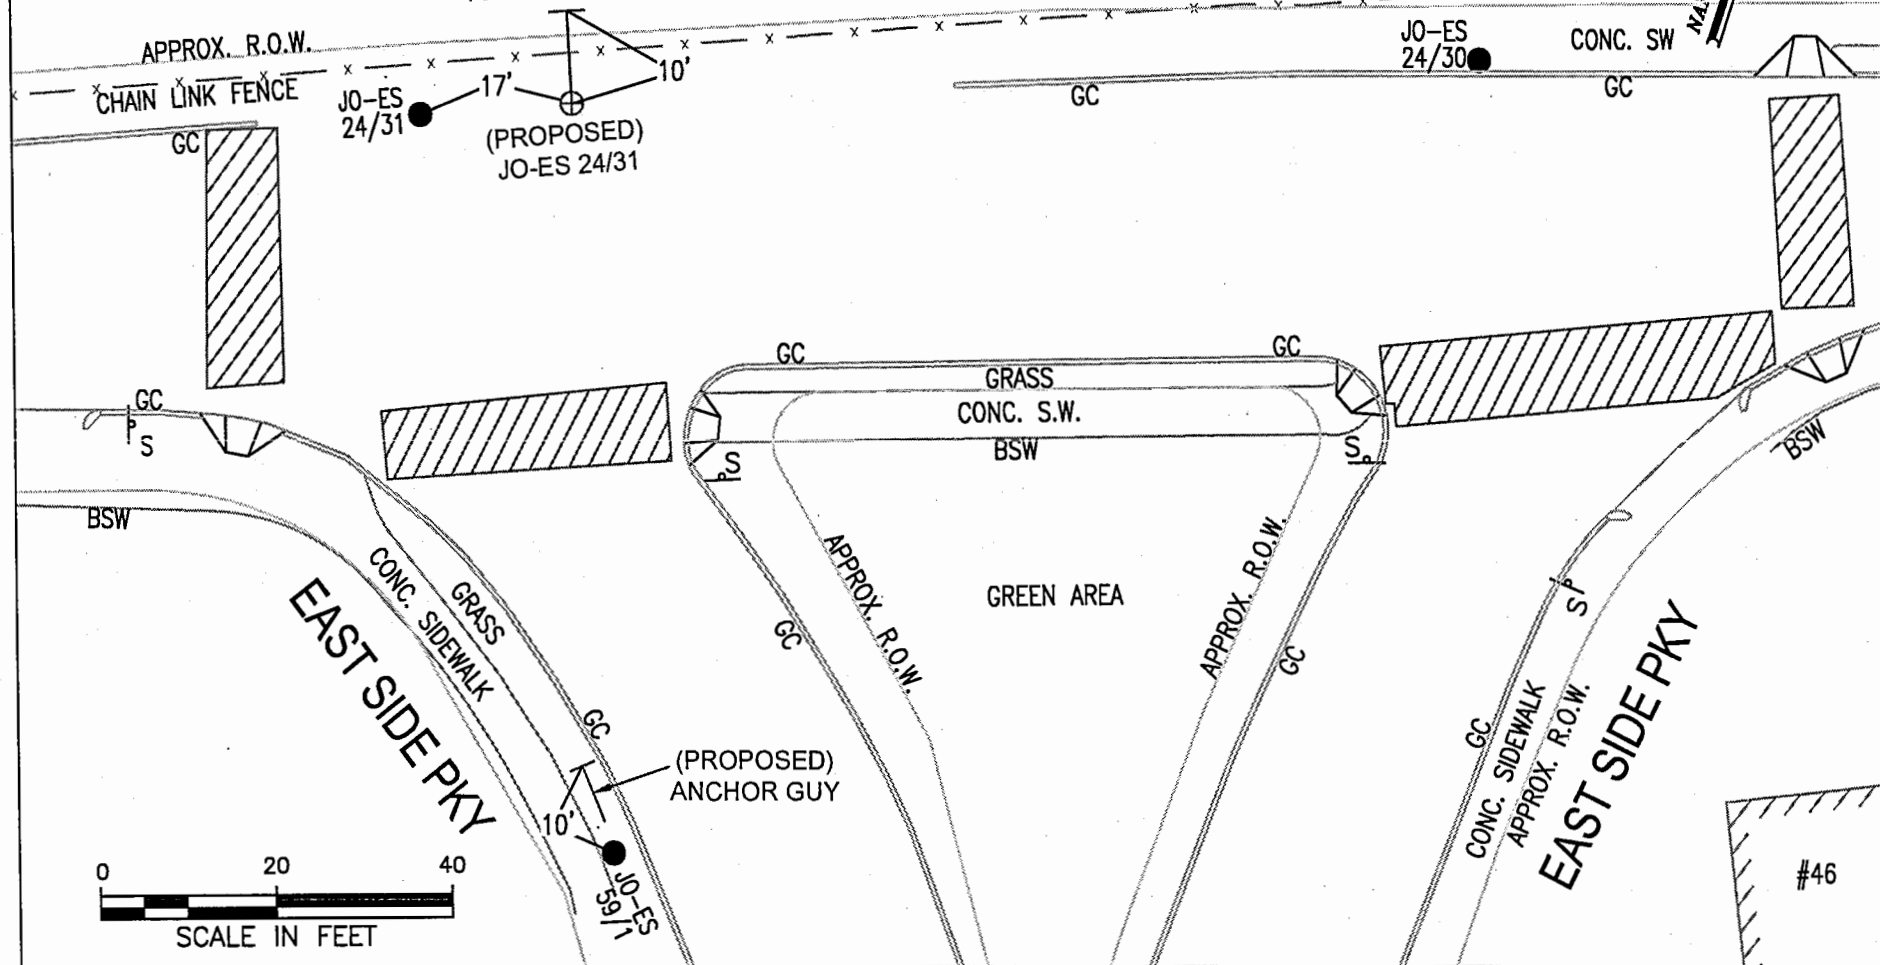 APPROX. R.O.W.
CHAIN LINK FENCE
GC
JO-ES
24/31
17'
10'
(PROPOSED)
JO-ES 24/31
JO-ES
24/30
CONC. SW
GC
GC
GC
GC
GRASS
CONC. S.W.
BSW
GC
S
BSW
S
S
BSW
CONC. SIDEWALK
GRASS
EAST SIDE PKY
GC
APPROX. R.O.W.
GC
GREEN AREA
APPROX. R.O.W.
GC
S
GC
CONC. SIDEWALK
APPROX. R.O.W.
EAST SIDE PKY
(PROPOSED)
ANCHOR GUY
10'
JO-ES
59/1
#46
0 20 40
SCALE IN FEET